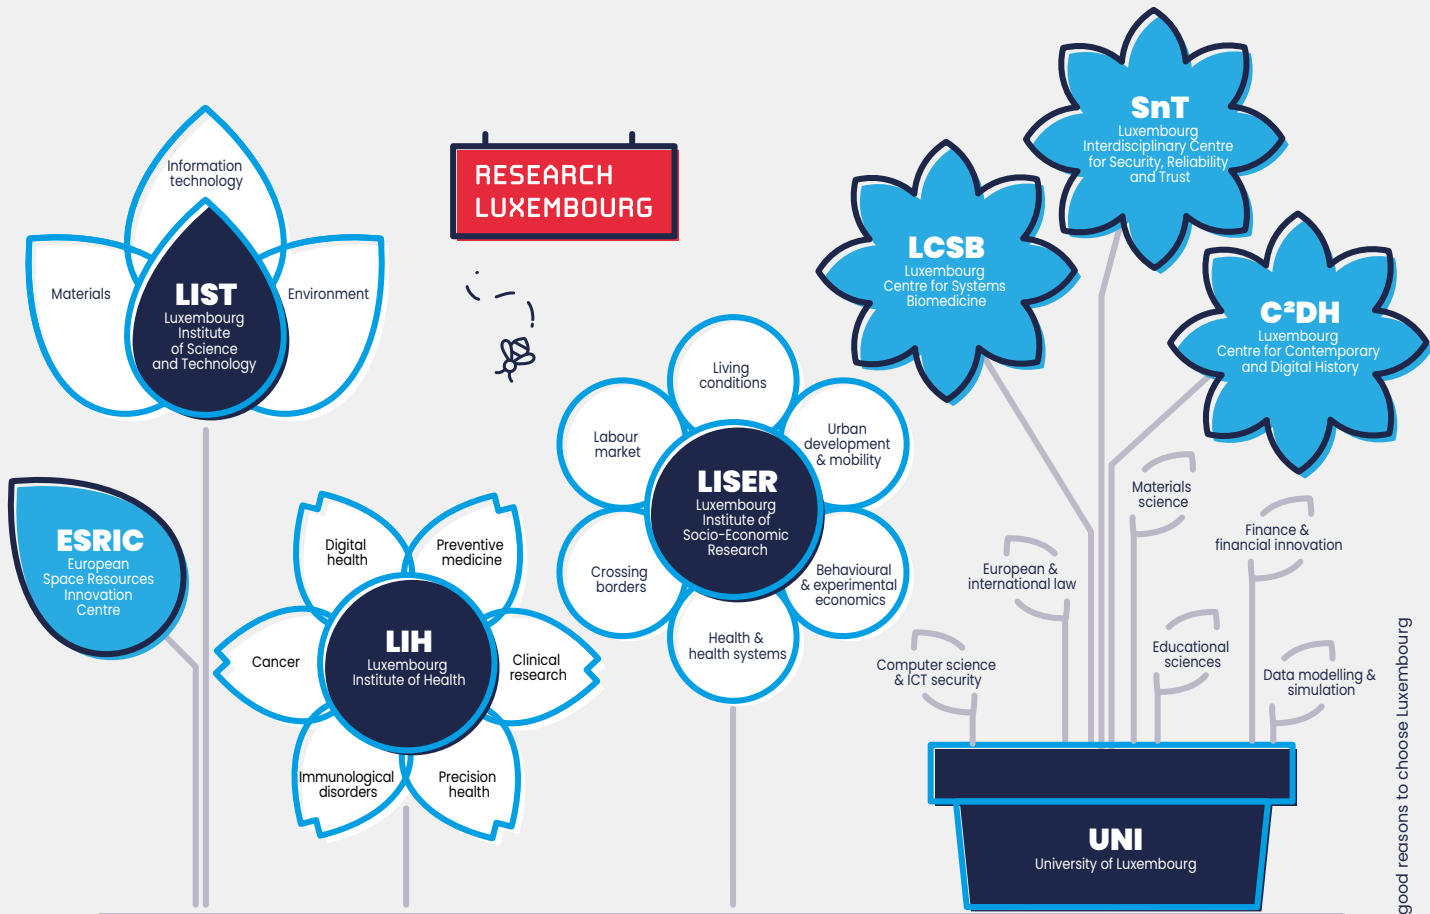 RESEARCH
LUXEMBOURG
Information
technology
Materials
Environment
LIST
Luxembourg
Institute
of Science
and Technology
ESRIC
European
Space Resources
Innovation
Centre
Digital
health
Preventive
medicine
Cancer
LIH
Luxembourg
Institute of Health
Clinical
research
Immunological
disorders
Precision
health
Living
conditions
Labour
market
Urban
development
& mobility
LISER
Luxembourg
Institute of
Socio-Economic
Research
Crossing
borders
Behavioural
& experimental
economics
Health &
health systems
LCSB
Luxembourg
Centre for Systems
Biomedicine
SnT
Luxembourg
Interdisciplinary Centre
for Security, Reliability
and Trust
C²DH
Luxembourg
Centre for Contemporary
and Digital History
Materials
science
Finance &
financial innovation
European &
international law
Educational
sciences
Computer science
& ICT security
Data modelling &
simulation
UNI
University of Luxembourg
good reasons to choose Luxembourg